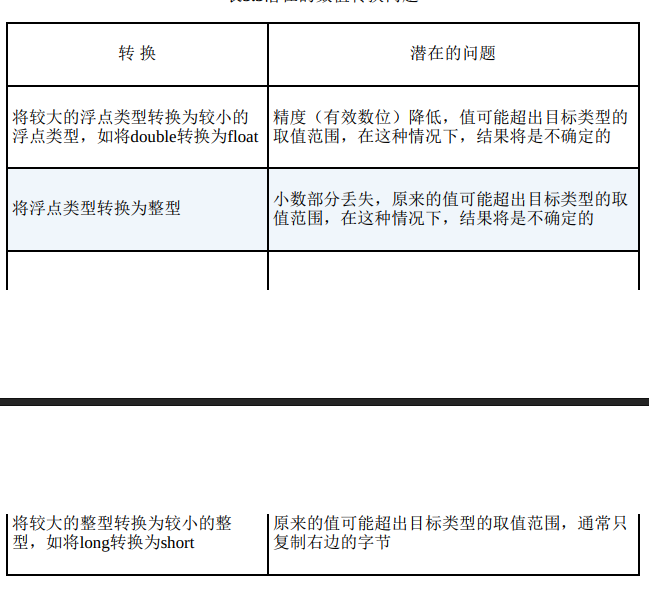 转 换
潜在的问题
将较大的浮点类型转换为较小的
浮点类型，如将double转换为float
精度（有效数位）降低，值可能超出目标类型的
取值范围，在这种情况下，结果将是不确定的
将浮点类型转换为整型
小数部分丢失，原来的值可能超出目标类型的取
值范围，在这种情况下，结果将是不确定的
将较大的整型转换为较小的整
型，如将long转换为short
原来的值可能超出目标类型的取值范围，通常只
复制右边的字节